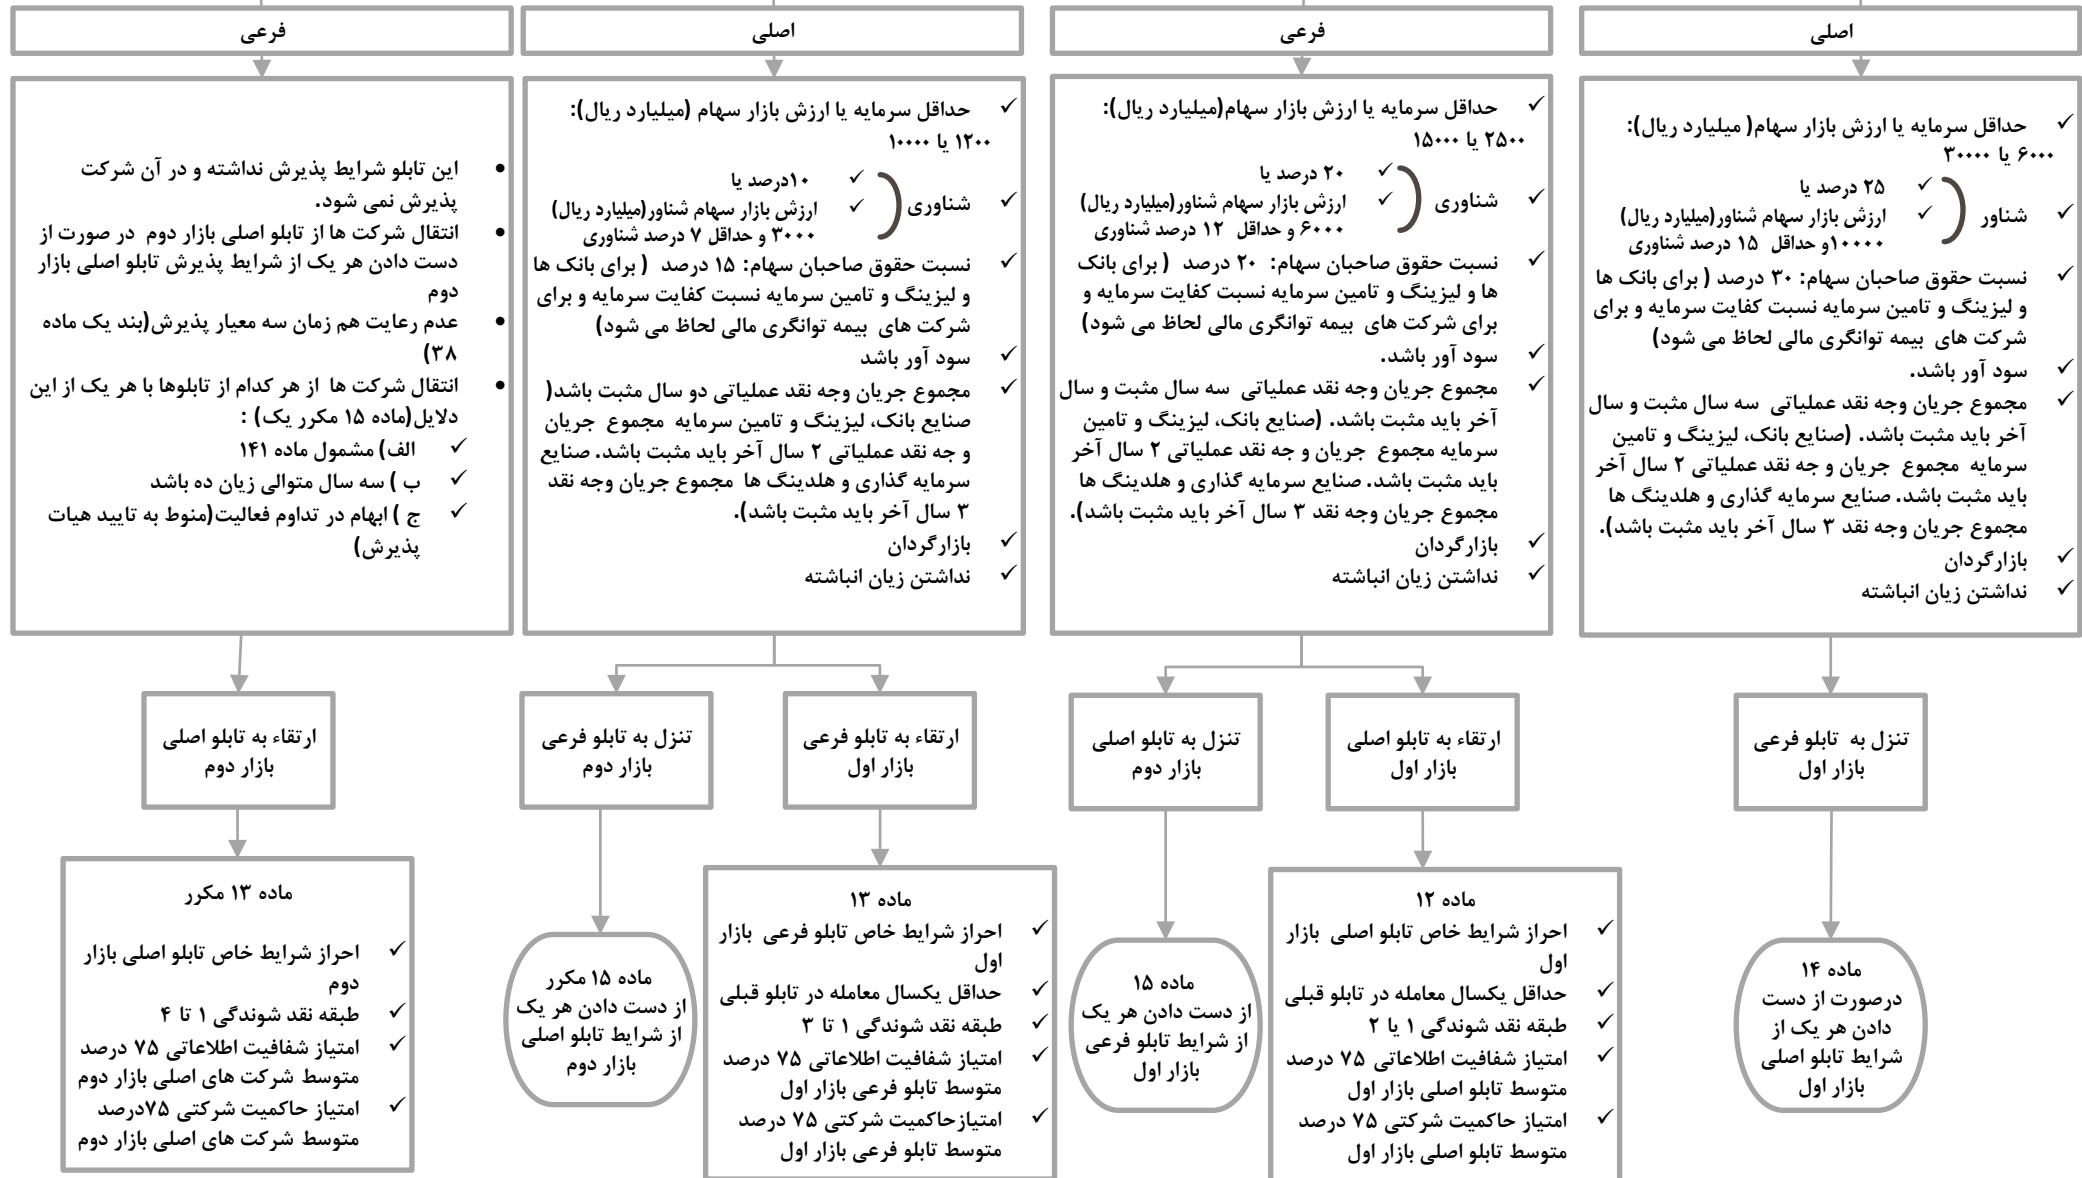 اصلی
حداقل سرمایه یا ارزش بازار سهام( میلیارد ریال):
۶۰۰۰ یا ۳۰۰۰۰
شناور
۲۵ درصد یا
ارزش بازار سهام شناور(میلیارد ریال)
۱۰۰۰۰و حداقل ۱۵ درصد شناوری
نسبت حقوق صاحبان سهام: ۳۰ درصد ( برای بانک ها
و لیزینگ و تامین سرمایه نسبت کفایت سرمایه و برای
شرکت های بیمه توانگری مالی لحاظ می شود)
سود آور باشد.
مجموع جریان وجه نقد عملیاتی سه سال مثبت و سال
آخر باید مثبت باشد. (صنایع بانک، لیزینگ و تامین
سرمایه مجموع جریان و جه نقد عملیاتی ۲ سال آخر
باید مثبت باشد. صنایع سرمایه گذاری و هلدینگ ها
مجموع جریان وجه نقد ۳ سال آخر باید مثبت باشد).
بازارگردان
نداشتن زیان انباشته
تنزل به تابلو فرعی
بازار اول
ماده ۱۴
درصورت از دست
دادن هر یک از
شرایط تابلو اصلی
بازار اول
فرعی
حداقل سرمایه یا ارزش بازار سهام(میلیارد ریال):
۲۵۰۰ یا ۱۵۰۰۰
شناوری
۲۰ درصد یا
ارزش بازار سهام شناور(میلیارد ریال)
۶۰۰۰ و حداقل ۱۲ درصد شناوری
نسبت حقوق صاحبان سهام: ۲۰ درصد ( برای بانک
ها و لیزینگ و تامین سرمایه نسبت کفایت سرمایه و
برای شرکت های بیمه توانگری مالی لحاظ می شود)
سود آور باشد.
مجموع جریان وجه نقد عملیاتی سه سال مثبت و سال
آخر باید مثبت باشد. (صنایع بانک، لیزینگ و تامین
سرمایه مجموع جریان و جه نقد عملیاتی ۲ سال آخر
باید مثبت باشد. صنایع سرمایه گذاری و هلدینگ ها
مجموع جریان وجه نقد ۳ سال آخر باید مثبت باشد).
بازارگردان
نداشتن زیان انباشته
ارتقاء به تابلو اصلی
بازار اول
تنزل به تابلو اصلی
بازار دوم
ماده ۱۲
احراز شرایط خاص تابلو اصلی بازار
اول
حداقل یکسال معامله در تابلو قبلی
طبقه نقد شوندگی ۱ یا ۲
امتیاز شفافیت اطلاعاتی ۷۵ درصد
متوسط تابلو اصلی بازار اول
امتیاز حاکمیت شرکتی ۷۵ درصد
متوسط تابلو اصلی بازار اول
ماده ۱۵
از دست دادن هر یک
از شرایط تابلو فرعی
بازار اول
اصلی
حداقل سرمایه یا ارزش بازار سهام (میلیارد ریال):
۱۲۰۰ یا ۱۰۰۰۰
شناوری
۱۰درصد یا
ارزش بازار سهام شناور(میلیارد ریال)
۳۰۰۰ و حداقل ۷ درصد شناوری
نسبت حقوق صاحبان سهام: ۱۵ درصد ( برای بانک ها
و لیزینگ و تامین سرمایه نسبت کفایت سرمایه و برای
شرکت های بیمه توانگری مالی لحاظ می شود)
سود آور باشد
مجموع جریان وجه نقد عملیاتی دو سال مثبت باشد(
صنایع بانک، لیزینگ و تامین سرمایه مجموع جریان
و جه نقد عملیاتی ۲ سال آخر باید مثبت باشد. صنایع
سرمایه گذاری و هلدینگ ها مجموع جریان وجه نقد
۳ سال آخر باید مثبت باشد).
بازارگردان
نداشتن زیان انباشته
ارتقاء به تابلو فرعی
بازار اول
تنزل به تابلو فرعی
بازار دوم
ماده ۱۳
احراز شرایط خاص تابلو فرعی بازار
اول
حداقل یکسال معامله در تابلو قبلی
طبقه نقد شوندگی ۱ تا ۳
امتیاز شفافیت اطلاعاتی ۷۵ درصد
متوسط تابلو فرعی بازار اول
امتیازحاکمیت شرکتی ۷۵ درصد
متوسط تابلو فرعی بازار اول
ماده ۱۵ مکرر
از دست دادن هر یک
از شرایط تابلو اصلی
بازار دوم
فرعی
این تابلو شرایط پذیرش نداشته و در آن شرکت
پذیرش نمی شود.
انتقال شرکت ها از تابلو اصلی بازار دوم در صورت از
دست دادن هر یک از شرایط پذیرش تابلو اصلی بازار
دوم
عدم رعایت هم زمان سه معیار پذیرش(بند یک ماده
۳۸)
انتقال شرکت ها از هر کدام از تابلوها با هر یک از این
دلایل(ماده ۱۵ مکرر یک) :
الف) مشمول ماده ۱۴۱
ب ) سه سال متوالی زیان ده باشد
ج ) ابهام در تداوم فعالیت(منوط به تایید هیات
پذیرش)
ارتقاء به تابلو اصلی
بازار دوم
ماده ۱۳ مکرر
احراز شرایط خاص تابلو اصلی بازار
دوم
طبقه نقد شوندگی ۱ تا ۴
امتیاز شفافیت اطلاعاتی ۷۵ درصد
متوسط شرکت های اصلی بازار دوم
امتیاز حاکمیت شرکتی ۷۵درصد
متوسط شرکت های اصلی بازار دوم